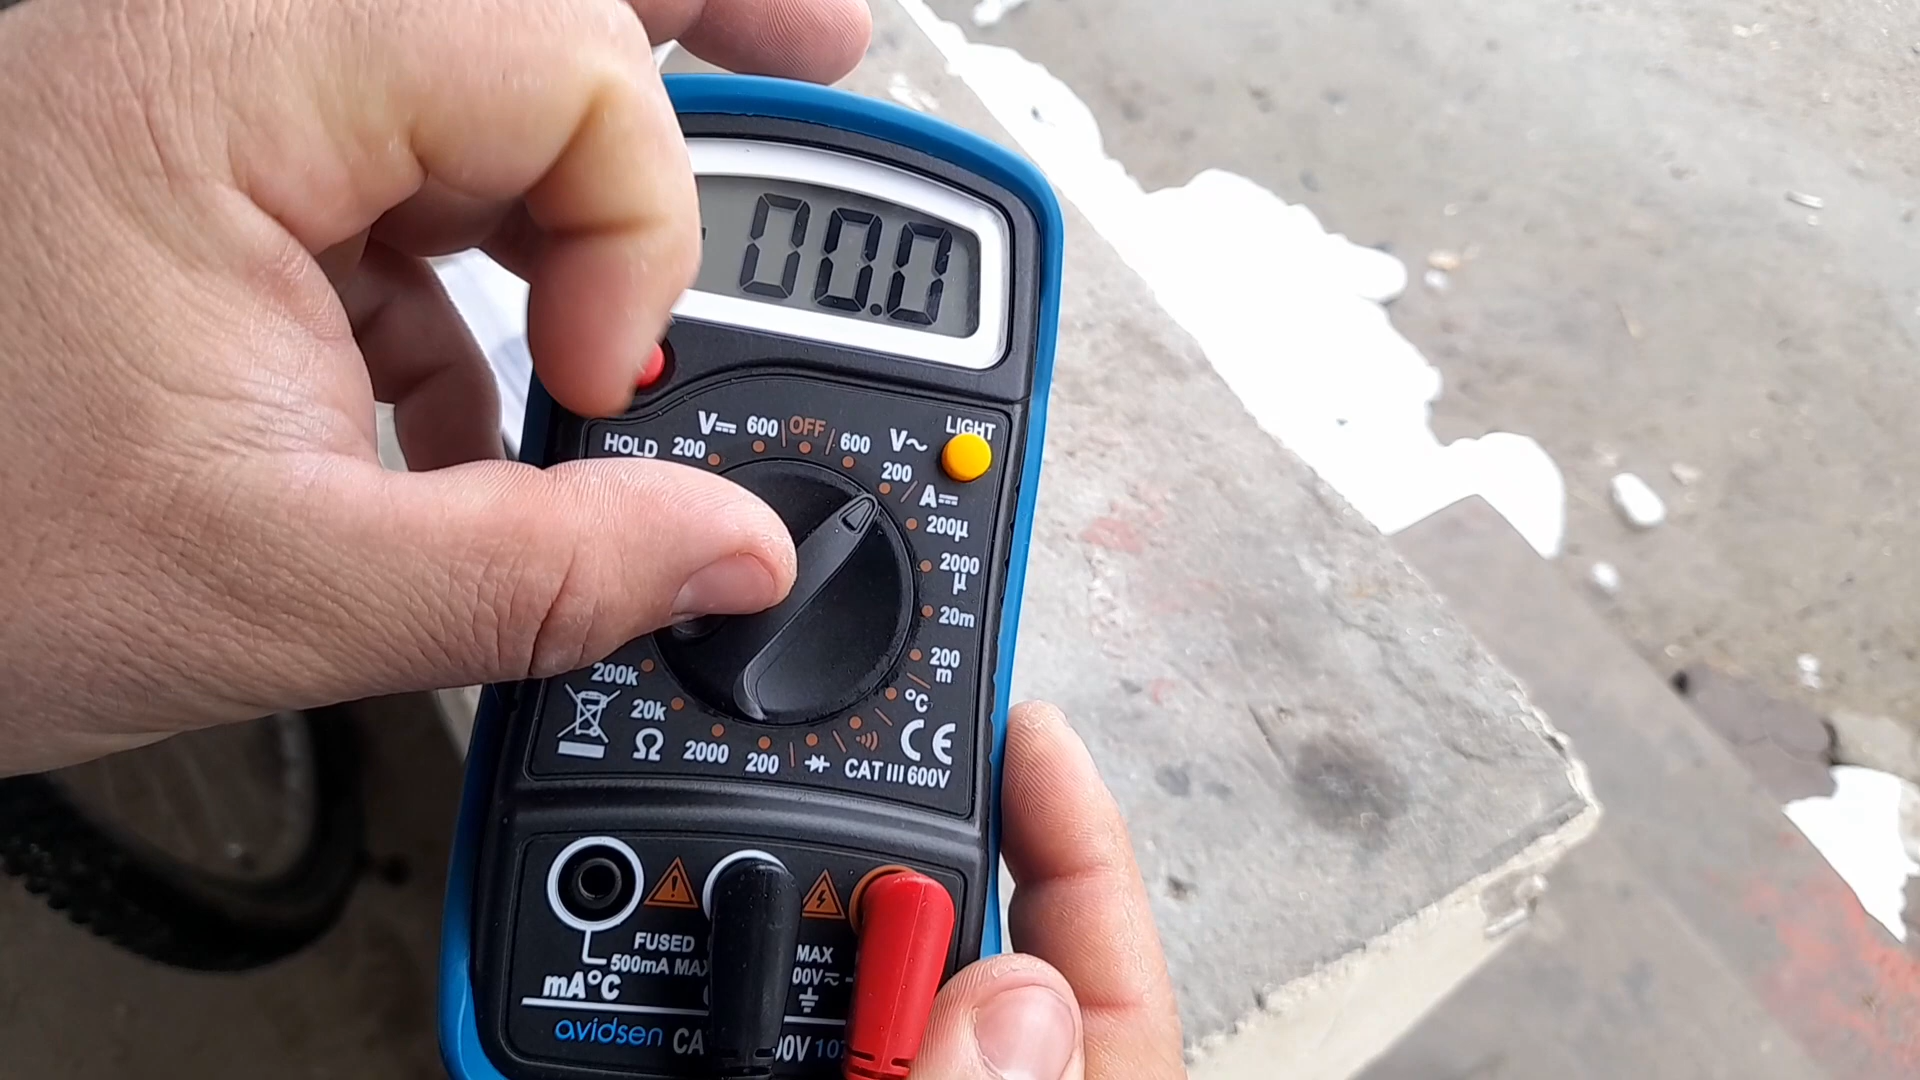 00.0
LIGHT
HOLD 200 V 600 OFF 600 V 200
A
200µ
2000
µ
20m
200
m
°C
200k
20k
Ω 2000 200
CE
CAT III 600V
FUSED
500mA MAX
mA°C
MAX
avidsen